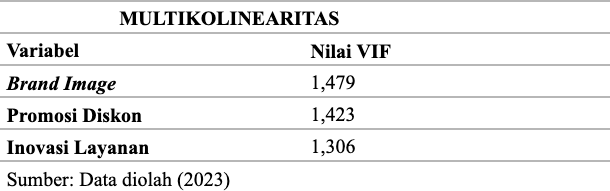 MULTIKOLINEARITAS
Variabel Nilai VIF
Brand Image 1,479
Promosi Diskon 1,423
Inovasi Layanan 1,306
Sumber: Data diolah (2023)